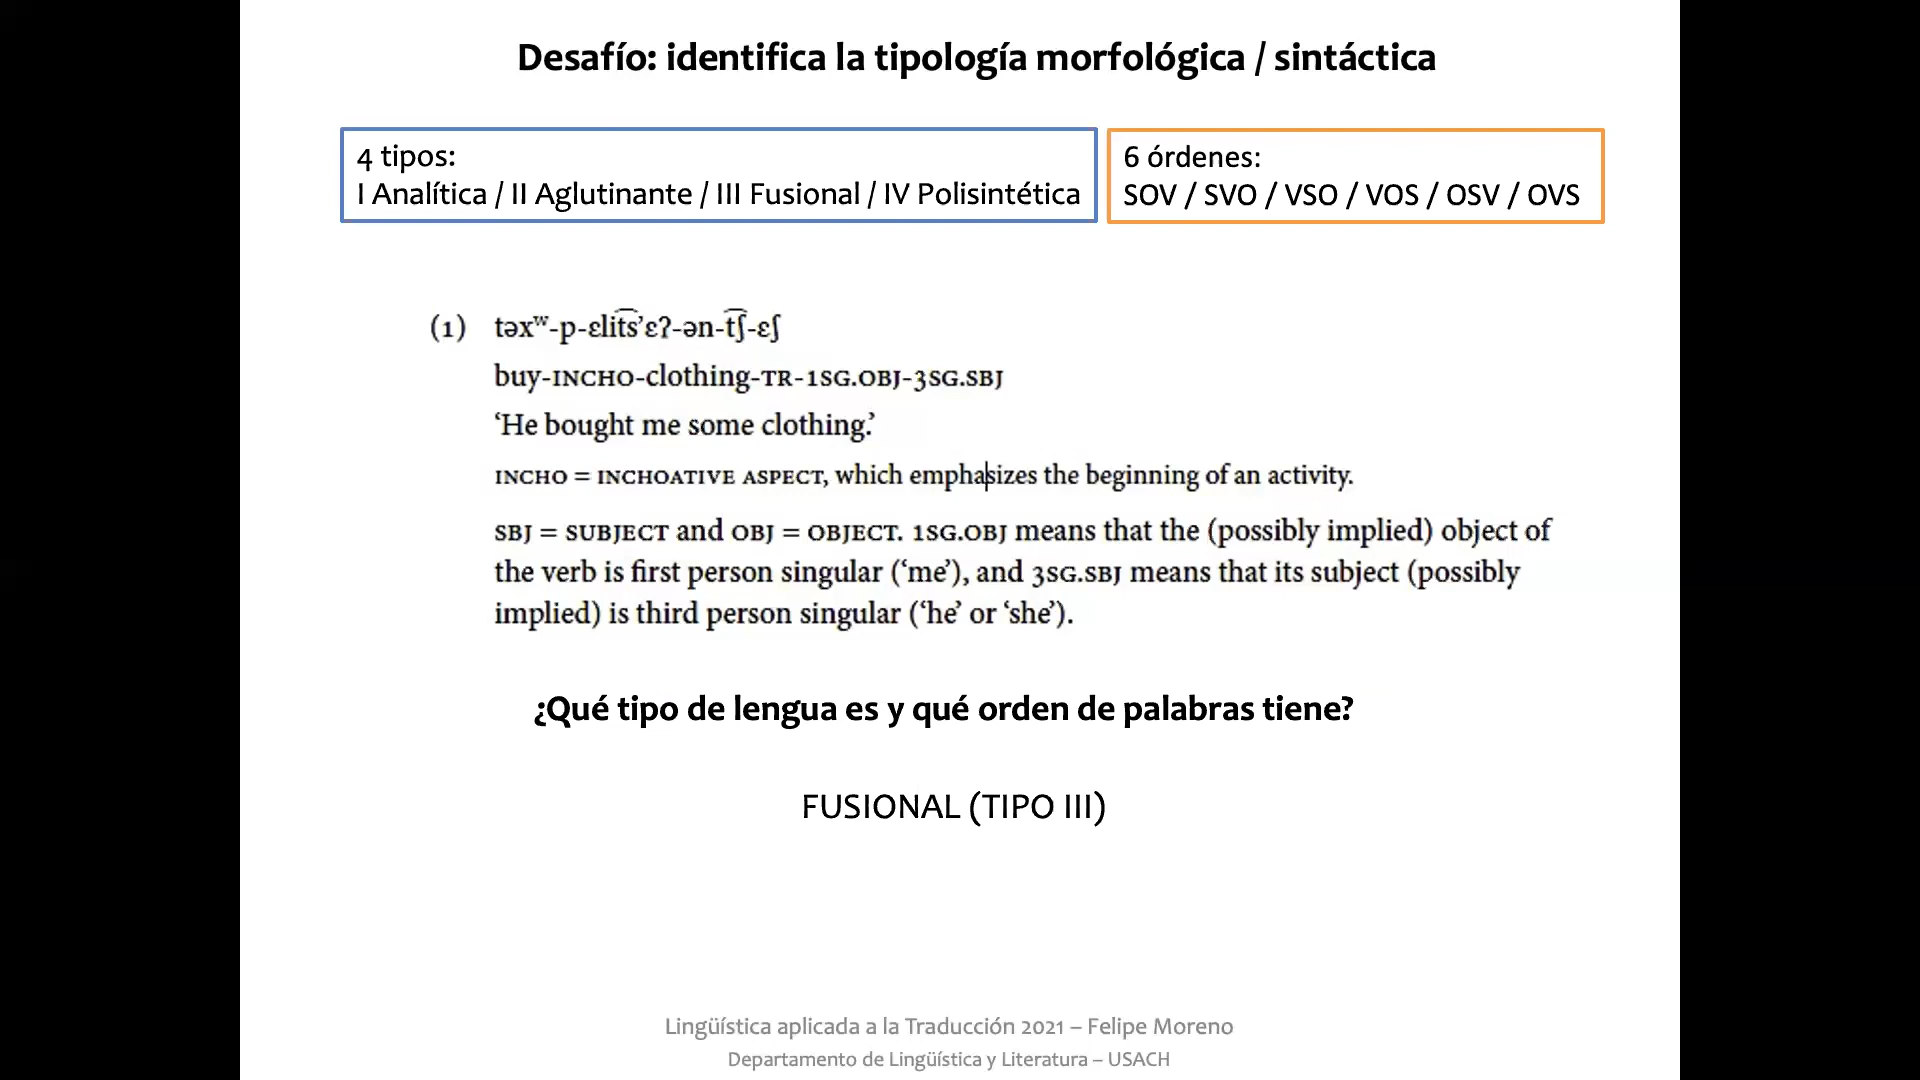 Desafío: identifica la tipología morfológica / sintáctica
4 tipos:
I Analítica / II Aglutinante / III Fusional / IV Polisintética
6 órdenes:
SOV / SVO / VSO / VOS / OSV / OVS
(1) təxʷ-p-ɛlit͡s’ɛʔ-ən-t͡ʃ-ɛʃ
buy-INCHO-clothing-TR-1SG.OBJ-3SG.SBJ
‘He bought me some clothing.’
INCHO = INCHOATIVE ASPECT, which emphasizes the beginning of an activity.
SBJ = SUBJECT and OBJ = OBJECT. 1SG.OBJ means that the (possibly implied) object of
the verb is first person singular (‘me’), and 3SG.SBJ means that its subject (possibly
implied) is third person singular (‘he’ or ‘she’).
¿Qué tipo de lengua es y qué orden de palabras tiene?
FUSIONAL (TIPO III)
Lingüística aplicada a la Traducción 2021 – Felipe Moreno
Departamento de Lingüística y Literatura – USACH